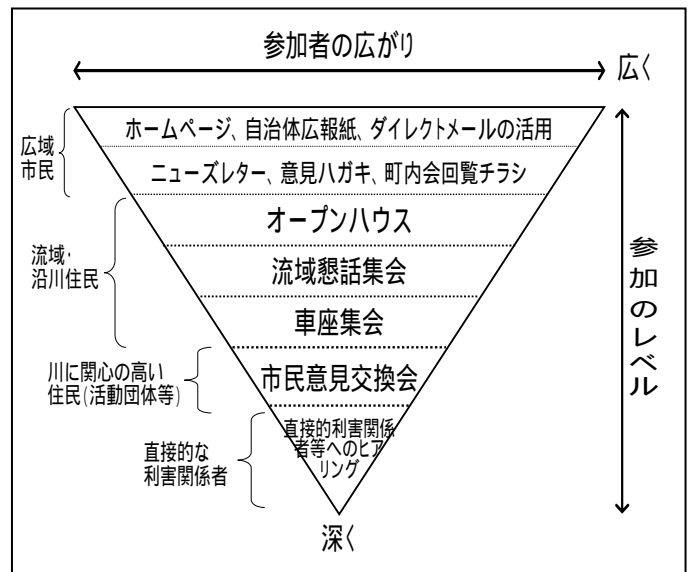 参加者の広がり
広く
ホームページ、自治体広報紙、ダイレクトメールの活用
広域
市民
ニューズレター、意見ハガキ、町内会回覧チラシ
オープンハウス
流域・
沿川住民
流域懇話集会
車座集会
参加のレベル
川に関心の高い
住民(活動団体等)
市民意見交換会
直接的利害関係
者等へのヒア
リング
直接的な
利害関係者
深く